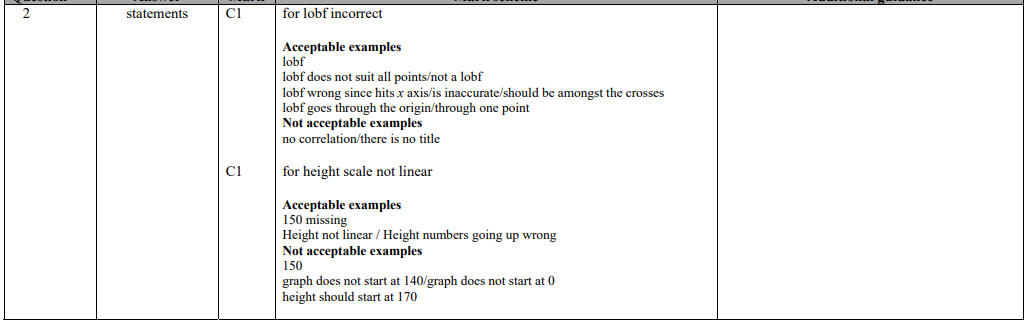 2 statements C1 for lobf incorrect
Acceptable examples
lobf
lobf does not suit all points/not a lobf
lobf wrong since hits x axis/is inaccurate/should be amongst the crosses
lobf goes through the origin/through one point
Not acceptable examples
no correlation/there is no title
C1 for height scale not linear
Acceptable examples
150 missing
Height not linear / Height numbers going up wrong
Not acceptable examples
150
graph does not start at 140/graph does not start at 0
height should start at 170